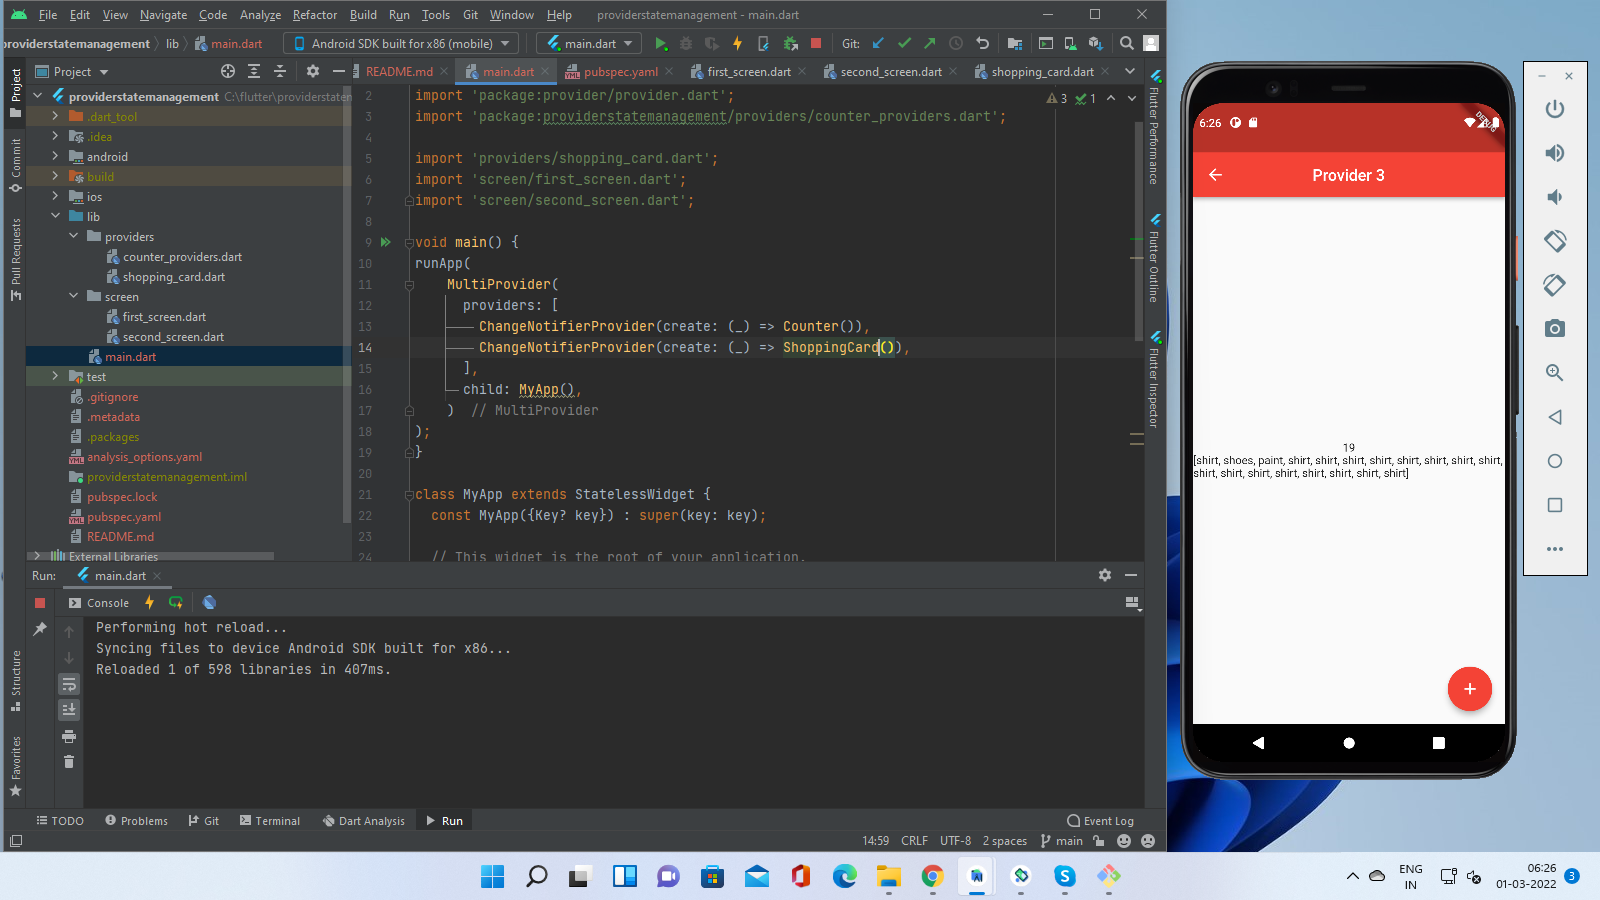 File Edit View Navigate Code Analyze Refactor Build Run Tools Git Window Help providerstatemanagement - main.dart
providerstatemanagement lib main.dart Android SDK built for x86 (mobile) main.dart Git:
Project README.md main.dart pubspec.yaml first_screen.dart second_screen.dart shopping_card.dart
providerstatemanagement C:\flutter\providerstaten
.dart_tool
.idea
android
build
ios
lib
providers
counter_providers.dart
shopping_card.dart
screen
first_screen.dart
second_screen.dart
main.dart
test
.gitignore
.metadata
.packages
analysis_options.yaml
providerstatemanagement.iml
pubspec.lock
pubspec.yaml
README.md
External Libraries
Project
Commit
Pull Requests
Structure
Favorites
3 1
2 import 'package:provider/provider.dart';
3 import 'package:providerstatemanagement/providers/counter_providers.dart';
4
5 import 'providers/shopping_card.dart';
6 import 'screen/first_screen.dart';
7 import 'screen/second_screen.dart';
8
9 void main() {
10 runApp(
11 MultiProvider(
12 providers: [
13 ChangeNotifierProvider(create: (_) => Counter()),
14 ChangeNotifierProvider(create: (_) => ShoppingCard()),
15 ],
16 child: MyApp(),
17 ) // MultiProvider
18 );
19 }
20
21 class MyApp extends StatelessWidget {
22 const MyApp({Key? key}) : super(key: key);
23
24 // This widget is the root of your application.
Flutter Performance
Flutter Outline
Flutter Inspector
Run: main.dart
Console
Performing hot reload...
Syncing files to device Android SDK built for x86...
Reloaded 1 of 598 libraries in 407ms.
TODO Problems Git Terminal Dart Analysis Run Event Log
14:59 CRLF UTF-8 2 spaces main
6:26
DEBUG
Provider 3
19
[shirt, shoes, paint, shirt, shirt, shirt, shirt, shirt, shirt, shirt, shirt,
shirt, shirt, shirt, shirt, shirt, shirt, shirt, shirt]
ENG
IN
06:26
01-03-2022
3